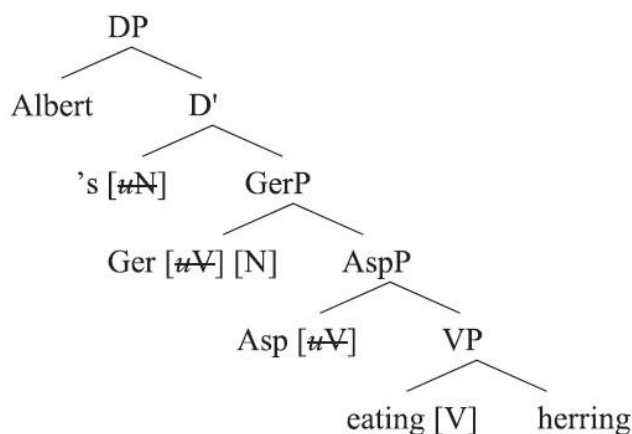 DP
Albert D'
's [uN] GerP
Ger [uV] [N] AspP
Asp [uV] VP
eating [V] herring